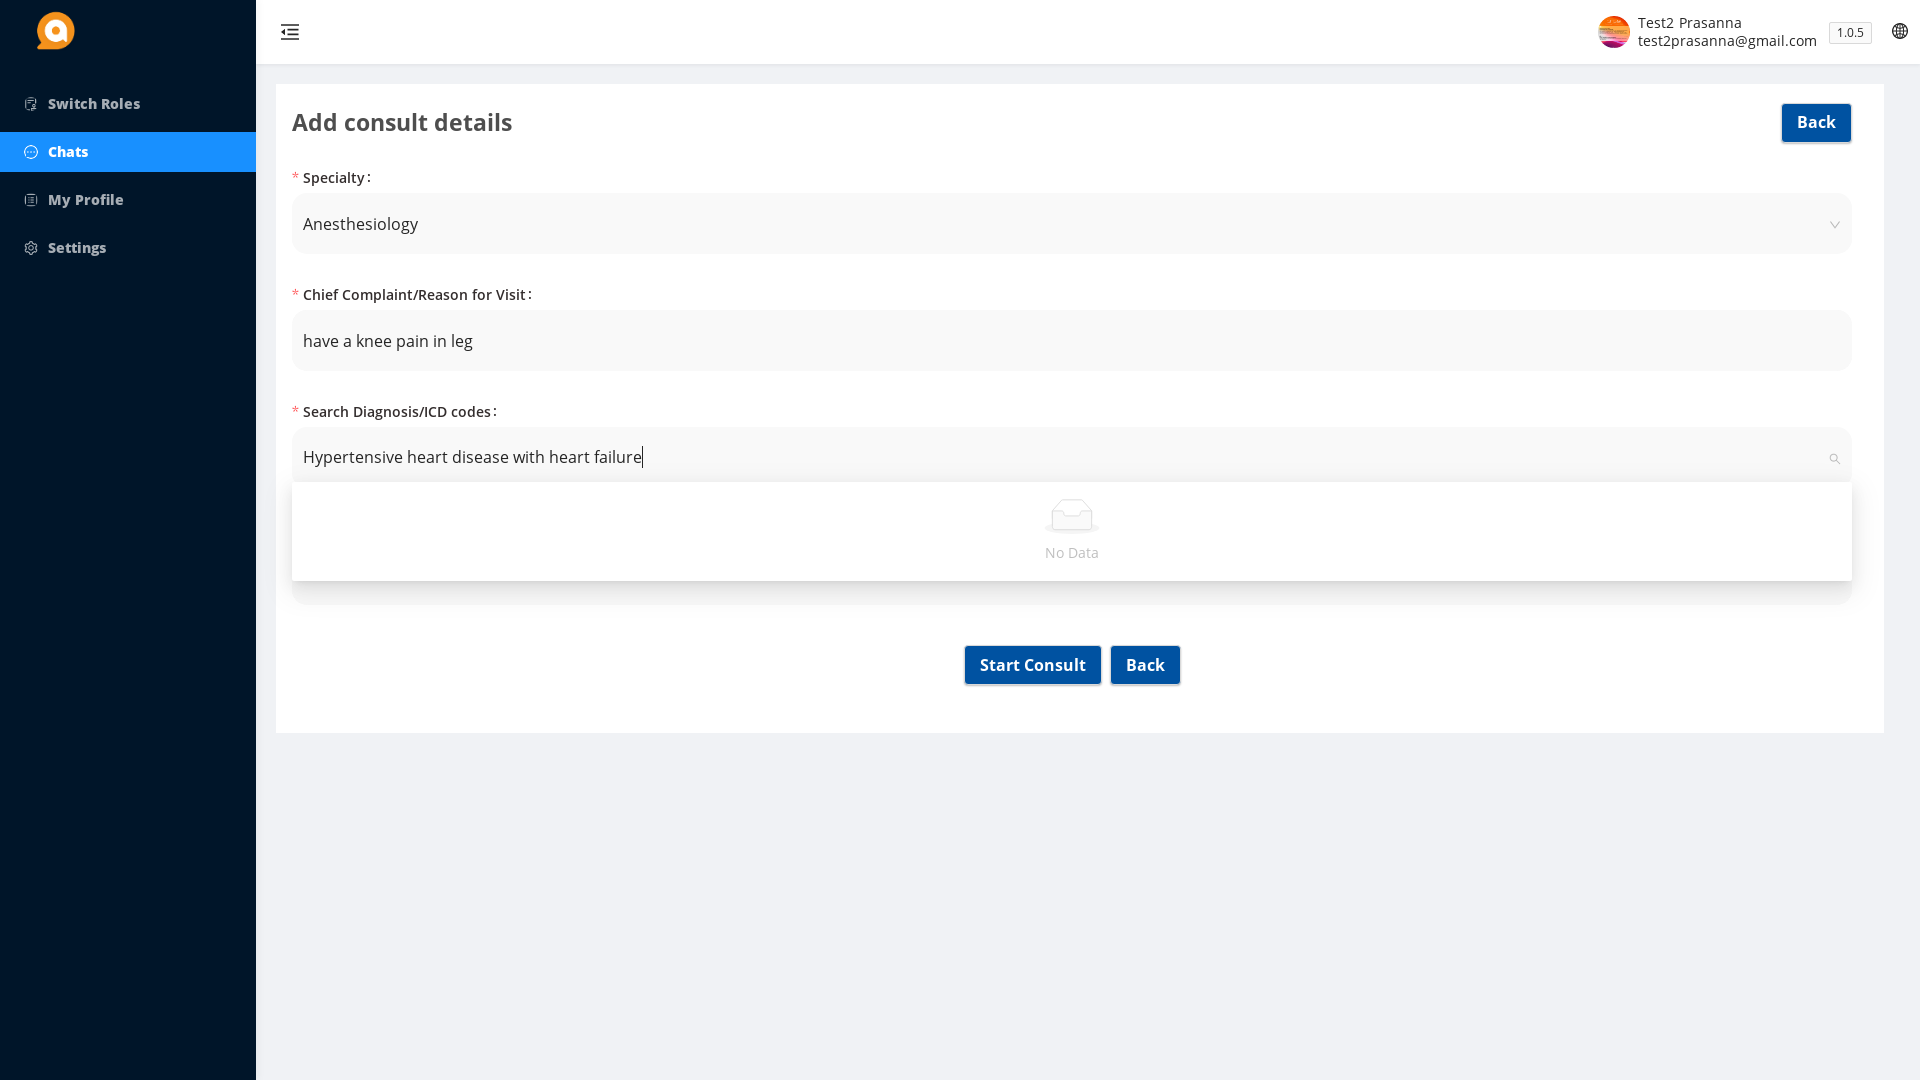 Test2 Prasanna
test2prasanna@gmail.com
1.0.5
Switch Roles
Chats
My Profile
Settings
Add consult details
Back
* Specialty:
Anesthesiology
* Chief Complaint/Reason for Visit:
have a knee pain in leg
* Search Diagnosis/ICD codes:
Hypertensive heart disease with heart failure
No Data
Start Consult
Back